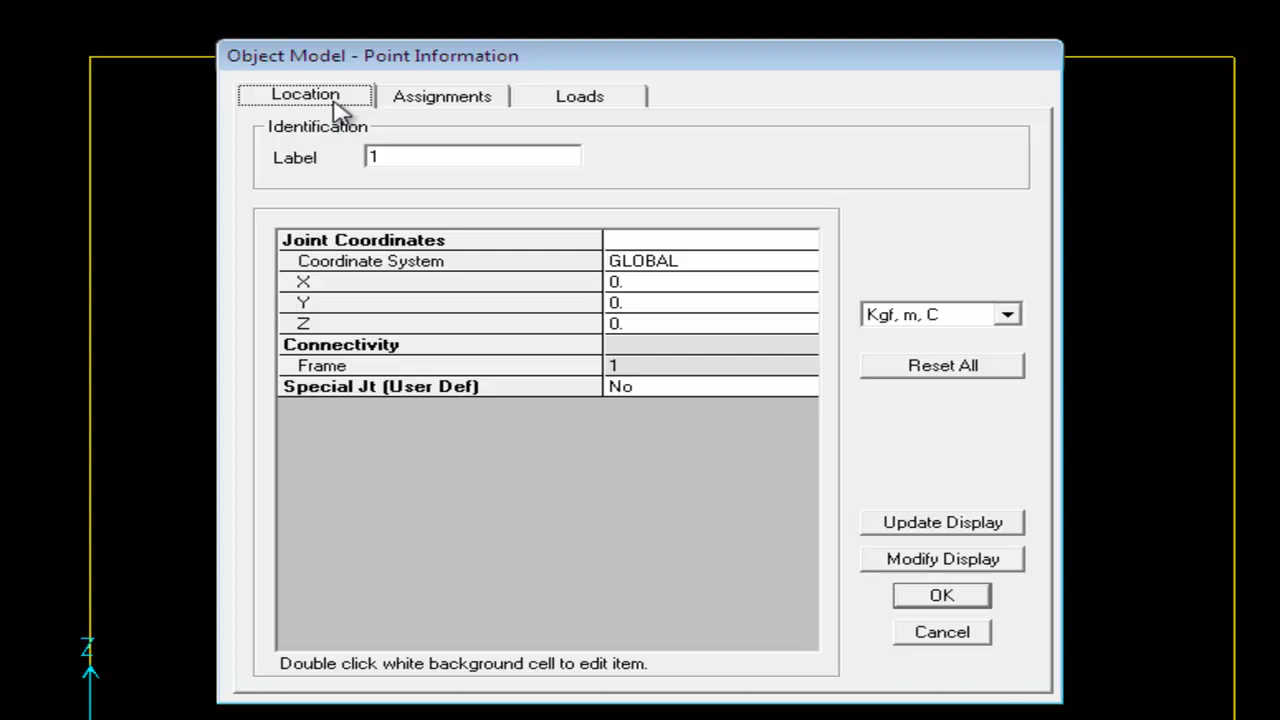 Object Model - Point Information
Location Assignments Loads
Identification
Label 1
Joint Coordinates
Coordinate System GLOBAL
X 0.
Y 0.
Z 0.
Connectivity
Frame 1
Special Jt (User Def) No
Kgf, m, C
Reset All
Update Display
Modify Display
OK
Cancel
Double click white background cell to edit item.
Z